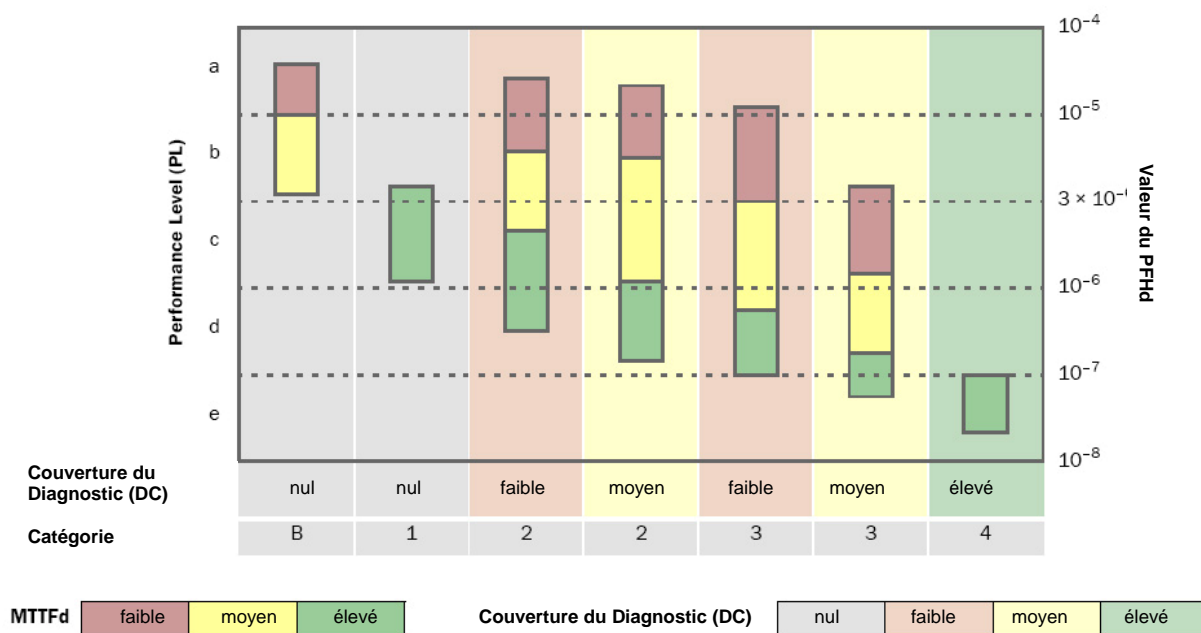 10⁻⁴
a
10⁻⁵
b
3 × 10⁻
c
10⁻⁶
d
10⁻⁷
e
10⁻⁸
Performance Level (PL)
Valeur du PFHd
Couverture du
Diagnostic (DC)
nul nul faible moyen faible moyen élevé
Catégorie B 1 2 2 3 3 4
MTTFd faible moyen élevé Couverture du Diagnostic (DC) nul faible moyen élevé